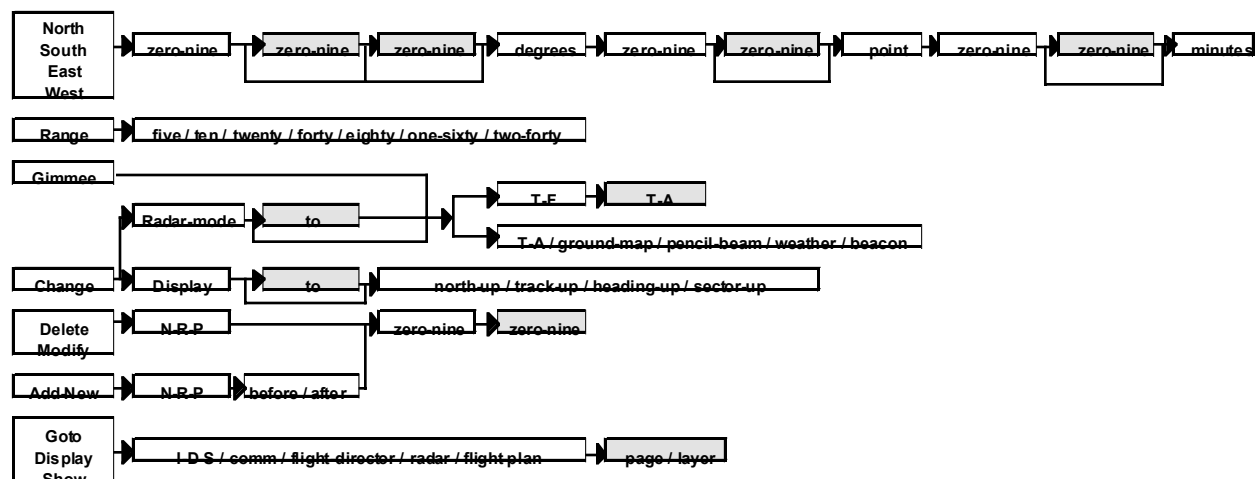 North
South
East
West
zero-nine zero-nine zero-nine degrees zero-nine zero-nine point zero-nine zero-nine minutes
Range five / ten / twenty / forty / eighty / one-sixty / two-forty
Gimmee
T-F T-A
Radar-mode to
T-A / ground-map / pencil-beam / weather / beacon
Change Display to north-up / track-up / heading-up / sector-up
Delete
Modify
N-R-P zero-nine zero-nine
Add-New N-R-P before / after
Goto
Display
Show
I-D-S / comm / flight-director / radar / flight plan page / layer